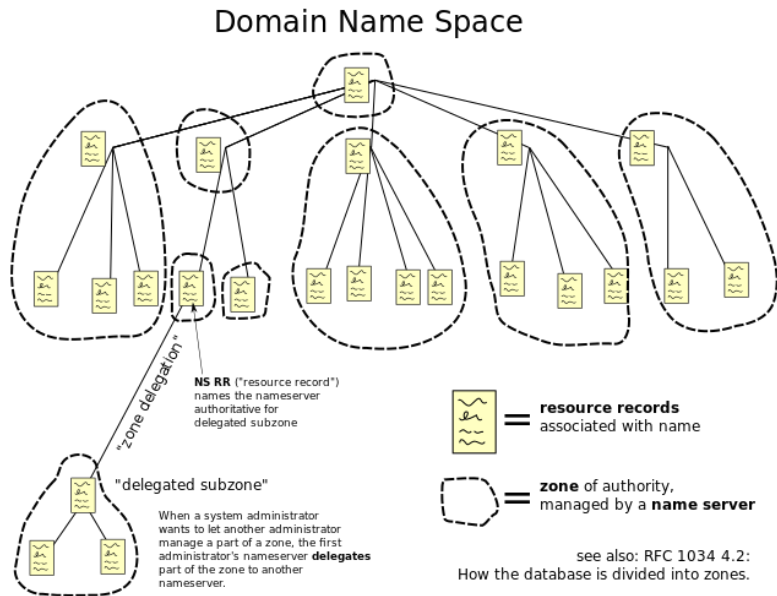 Domain Name Space
"zone delegation"
NS RR ("resource record")
names the nameserver
authoritative for
delegated subzone
= resource records
associated with name
"delegated subzone"
When a system administrator
wants to let another administrator
manage a part of a zone, the first
administrator's nameserver delegates
part of the zone to another
nameserver.
= zone of authority,
managed by a name server
see also: RFC 1034 4.2:
How the database is divided into zones.